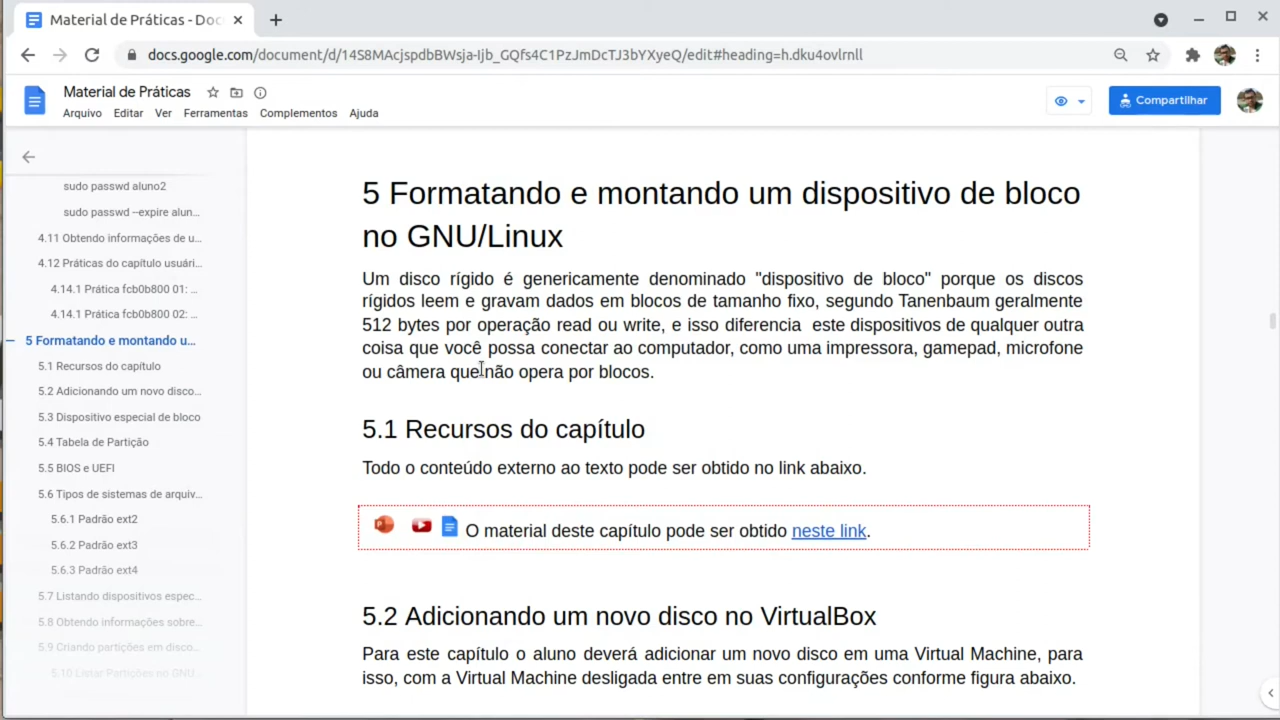 Material de Práticas - Doc
docs.google.com/document/d/14S8MAcjspdbBWsja-Ijb_GQfs4C1PzJmDcTJ3bYXyeQ/edit#heading=h.dku4ovlrnll
Material de Práticas
Arquivo Editar Ver Ferramentas Complementos Ajuda
Compartilhar
sudo passwd aluno2
sudo passwd --expire alun...
4.11 Obtendo informações de u...
4.12 Práticas do capítulo usuári...
4.14.1 Prática fcb0b800 01: ...
4.14.1 Prática fcb0b800 02: ...
5 Formatando e montando u...
5.1 Recursos do capítulo
5.2 Adicionando um novo disco...
5.3 Dispositivo especial de bloco
5.4 Tabela de Partição
5.5 BIOS e UEFI
5.6 Tipos de sistemas de arquiv...
5.6.1 Padrão ext2
5.6.2 Padrão ext3
5.6.3 Padrão ext4
5.7 Listando dispositivos espec...
5.8 Obtendo informações sobre...
5.9 Criando partições em disco...
5.10 Listar Partições no GNU...
5 Formatando e montando um dispositivo de bloco
no GNU/Linux
Um disco rígido é genericamente denominado "dispositivo de bloco" porque os discos
rígidos leem e gravam dados em blocos de tamanho fixo, segundo Tanenbaum geralmente
512 bytes por operação read ou write, e isso diferencia este dispositivos de qualquer outra
coisa que você possa conectar ao computador, como uma impressora, gamepad, microfone
ou câmera que não opera por blocos.
5.1 Recursos do capítulo
Todo o conteúdo externo ao texto pode ser obtido no link abaixo.
O material deste capítulo pode ser obtido neste link.
5.2 Adicionando um novo disco no VirtualBox
Para este capítulo o aluno deverá adicionar um novo disco em uma Virtual Machine, para
isso, com a Virtual Machine desligada entre em suas configurações conforme figura abaixo.